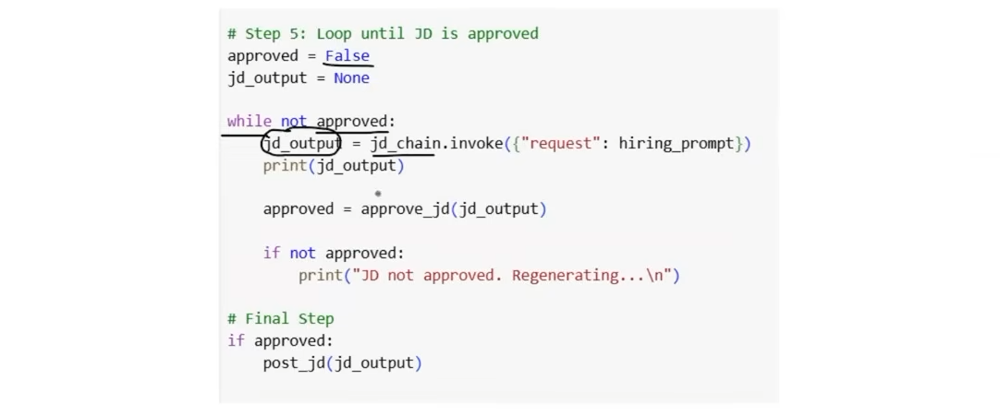 # Step 5: Loop until JD is approved
approved = False
jd_output = None
while not approved:
jd_output = jd_chain.invoke({"request": hiring_prompt})
print(jd_output)
approved = approve_jd(jd_output)
if not approved:
print("JD not approved. Regenerating...\n")
# Final Step
if approved:
post_jd(jd_output)